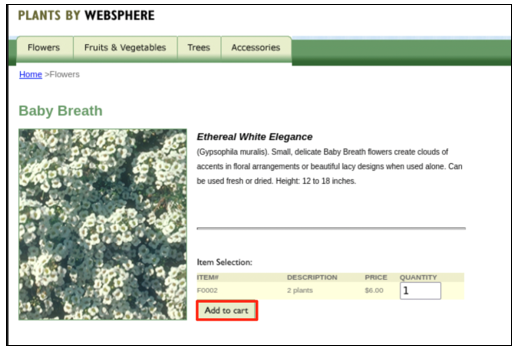 PLANTS BY WEBSPHERE
Flowers Fruits & Vegetables Trees Accessories
Home >Flowers
Baby Breath
Ethereal White Elegance
(Gypsophila muralis). Small, delicate Baby Breath flowers create clouds of
accents in floral arrangements or beautiful lacy designs when used alone. Can
be used fresh or dried. Height: 12 to 18 inches.
Item Selection:
ITEM# DESCRIPTION PRICE QUANTITY
F0002 2 plants $6.00 1
Add to cart